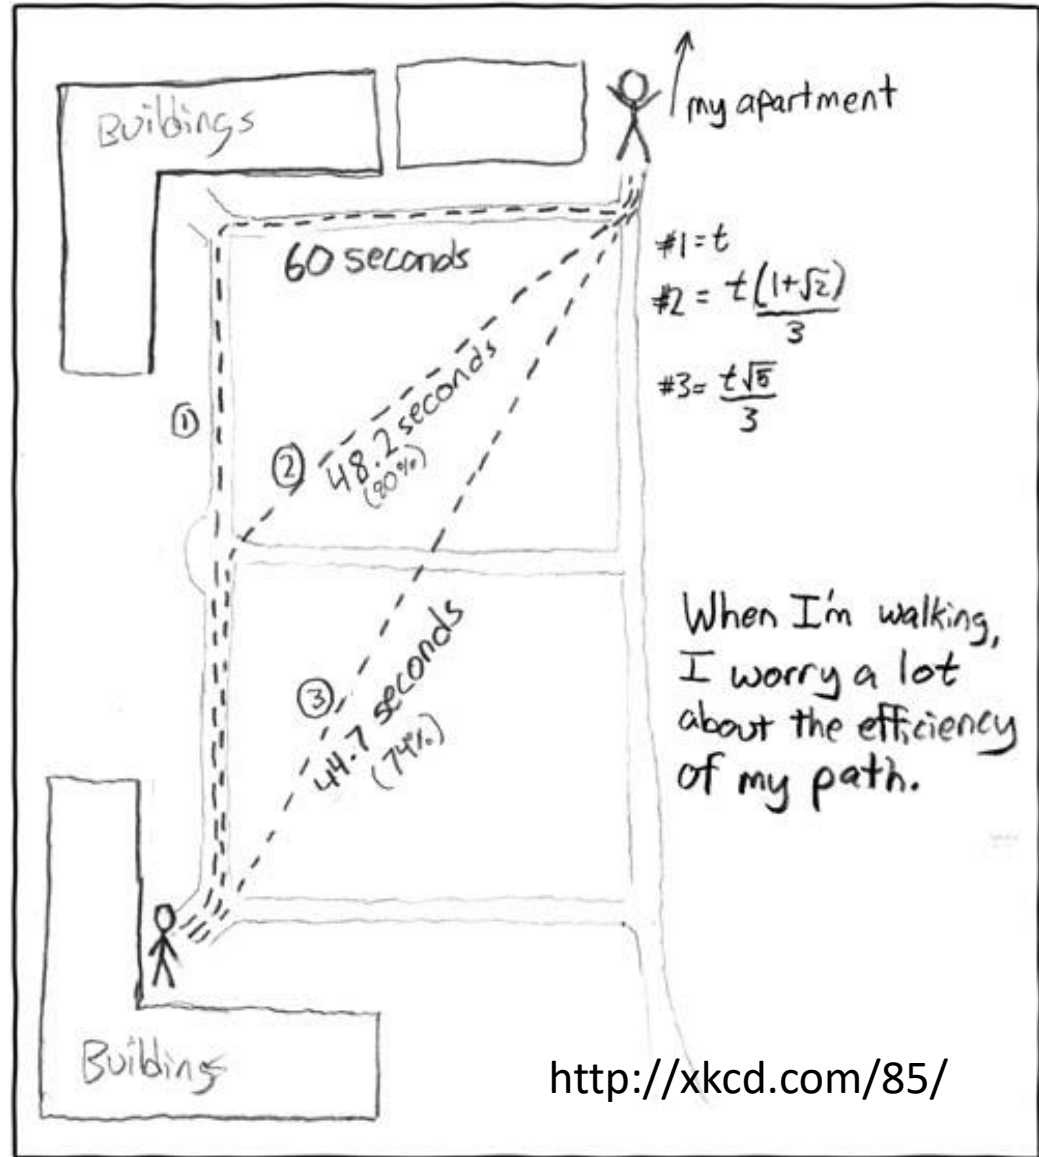 Buildings
my apartment
60 seconds
#1 = t
#2 = t(1+√2)
3
#3 = t√5
3
①
②
48.2 seconds
(80%)
③
44.7 seconds
(74%)
When I'm walking,
I worry a lot
about the efficiency
of my path.
Buildings
http://xkcd.com/85/